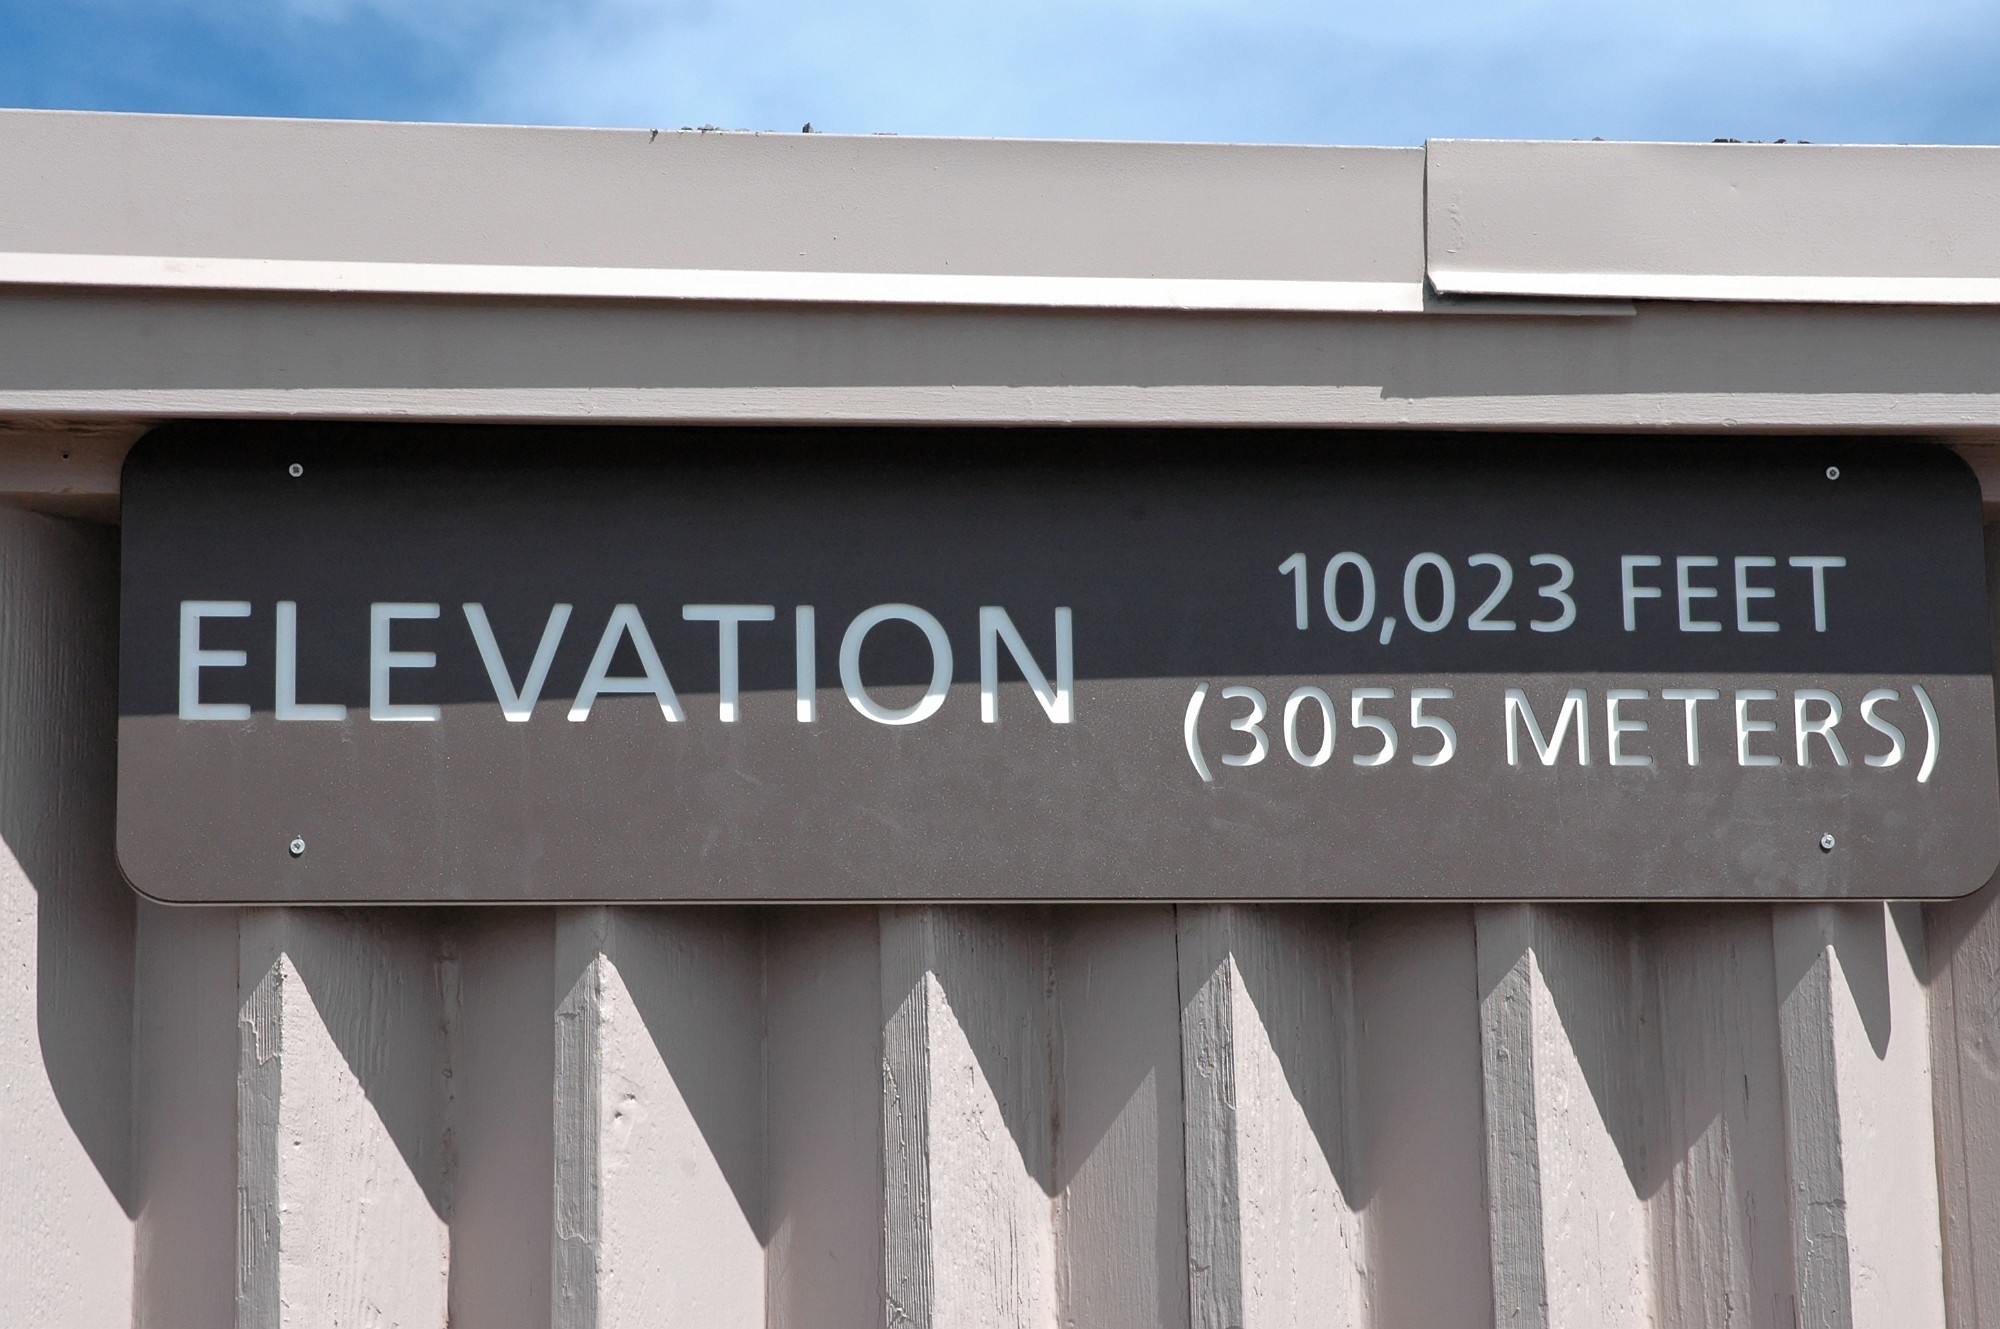 ELEVATION
10,023 FEET
(3055 METERS)